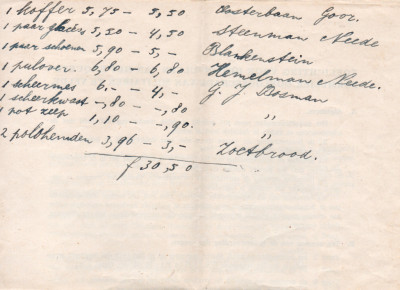 1 koffer 5,75 – 5,50 Oosterbaan Goor.
1 paar glacés 5,50 – 4,50 Steenman Neede
1 paar schoenen 5,90 – 5,– Blankenstein
1 pulover. 6,80 – 6,80 Hemelman Neede.
1 scheermes 6.– – 4,– G. J. Bosman
1 scheerkwast –,80 – –,80 "
1 pot zeep 1,10 – –,90. "
2 polohemden 3,96 – 3,– Zoetbrood.
f 30,50